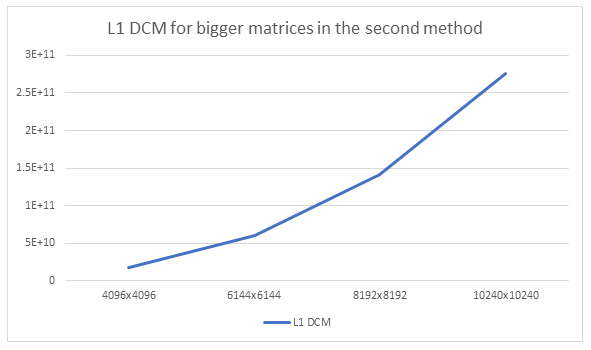 L1 DCM for bigger matrices in the second method
3E+11
2.5E+11
2E+11
1.5E+11
1E+11
5E+10
0
4096x4096 6144x6144 8192x8192 10240x10240
L1 DCM